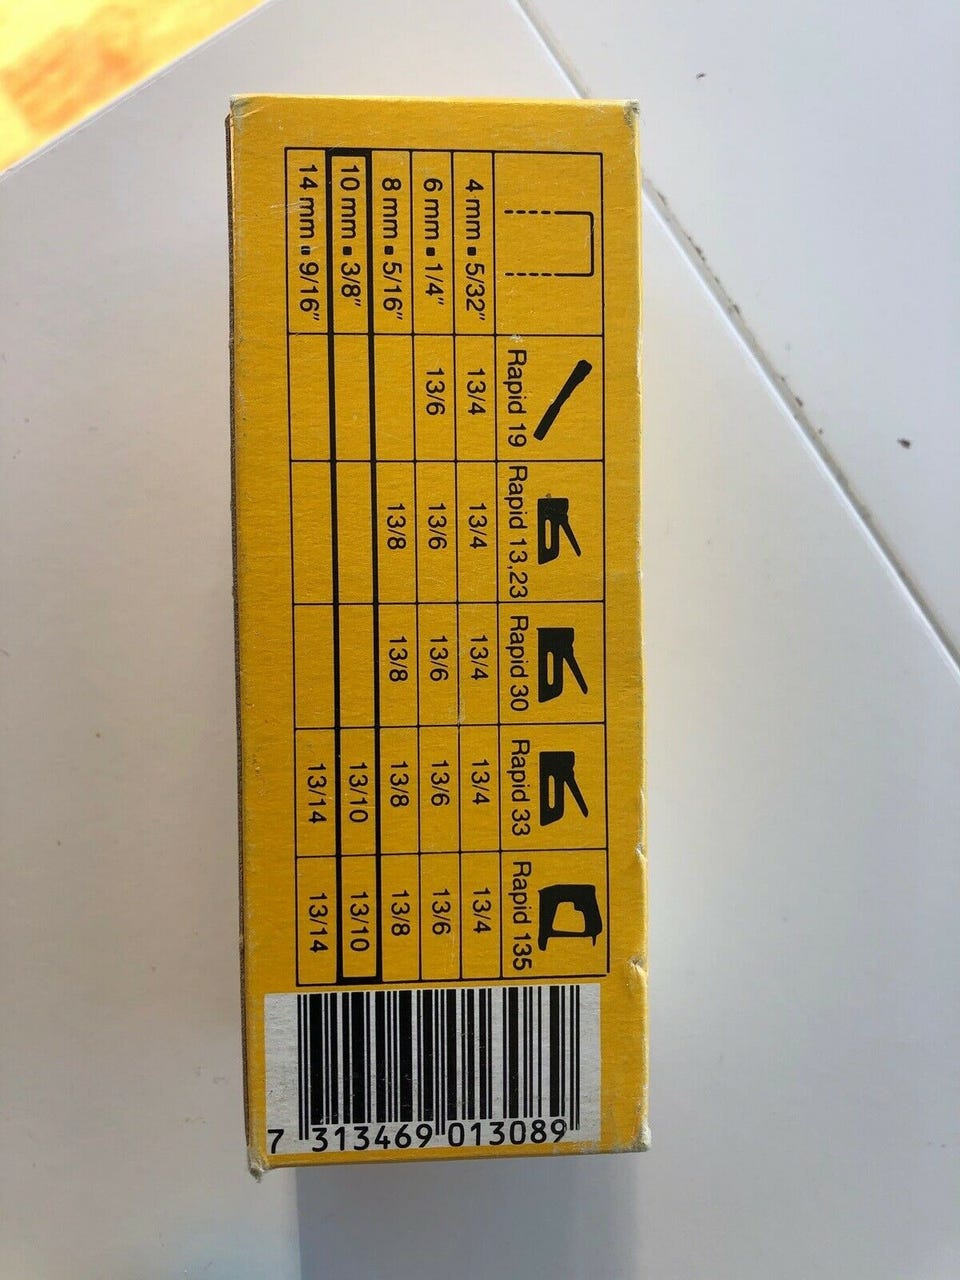 Rapid 19 Rapid 13,23 Rapid 30 Rapid 33 Rapid 135
4 mm ▪ 5/32" 13/4 13/4 13/4 13/4 13/4
6 mm ▪ 1/4" 13/6 13/6 13/6 13/6 13/6
8 mm ▪ 5/16" 13/8 13/8 13/8 13/8
10 mm ▪ 3/8" 13/10 13/10
14 mm ▪ 9/16" 13/14 13/14
7 313469 013089